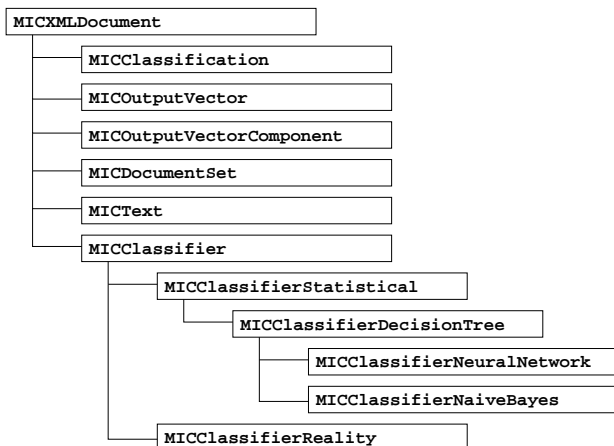 MICXMLDocument
MICClassification
MICOutputVector
MICOutputVectorComponent
MICDocumentSet
MICText
MICClassifier
MICClassifierStatistical
MICClassifierDecisionTree
MICClassifierNeuralNetwork
MICClassifierNaiveBayes
MICClassifierReality